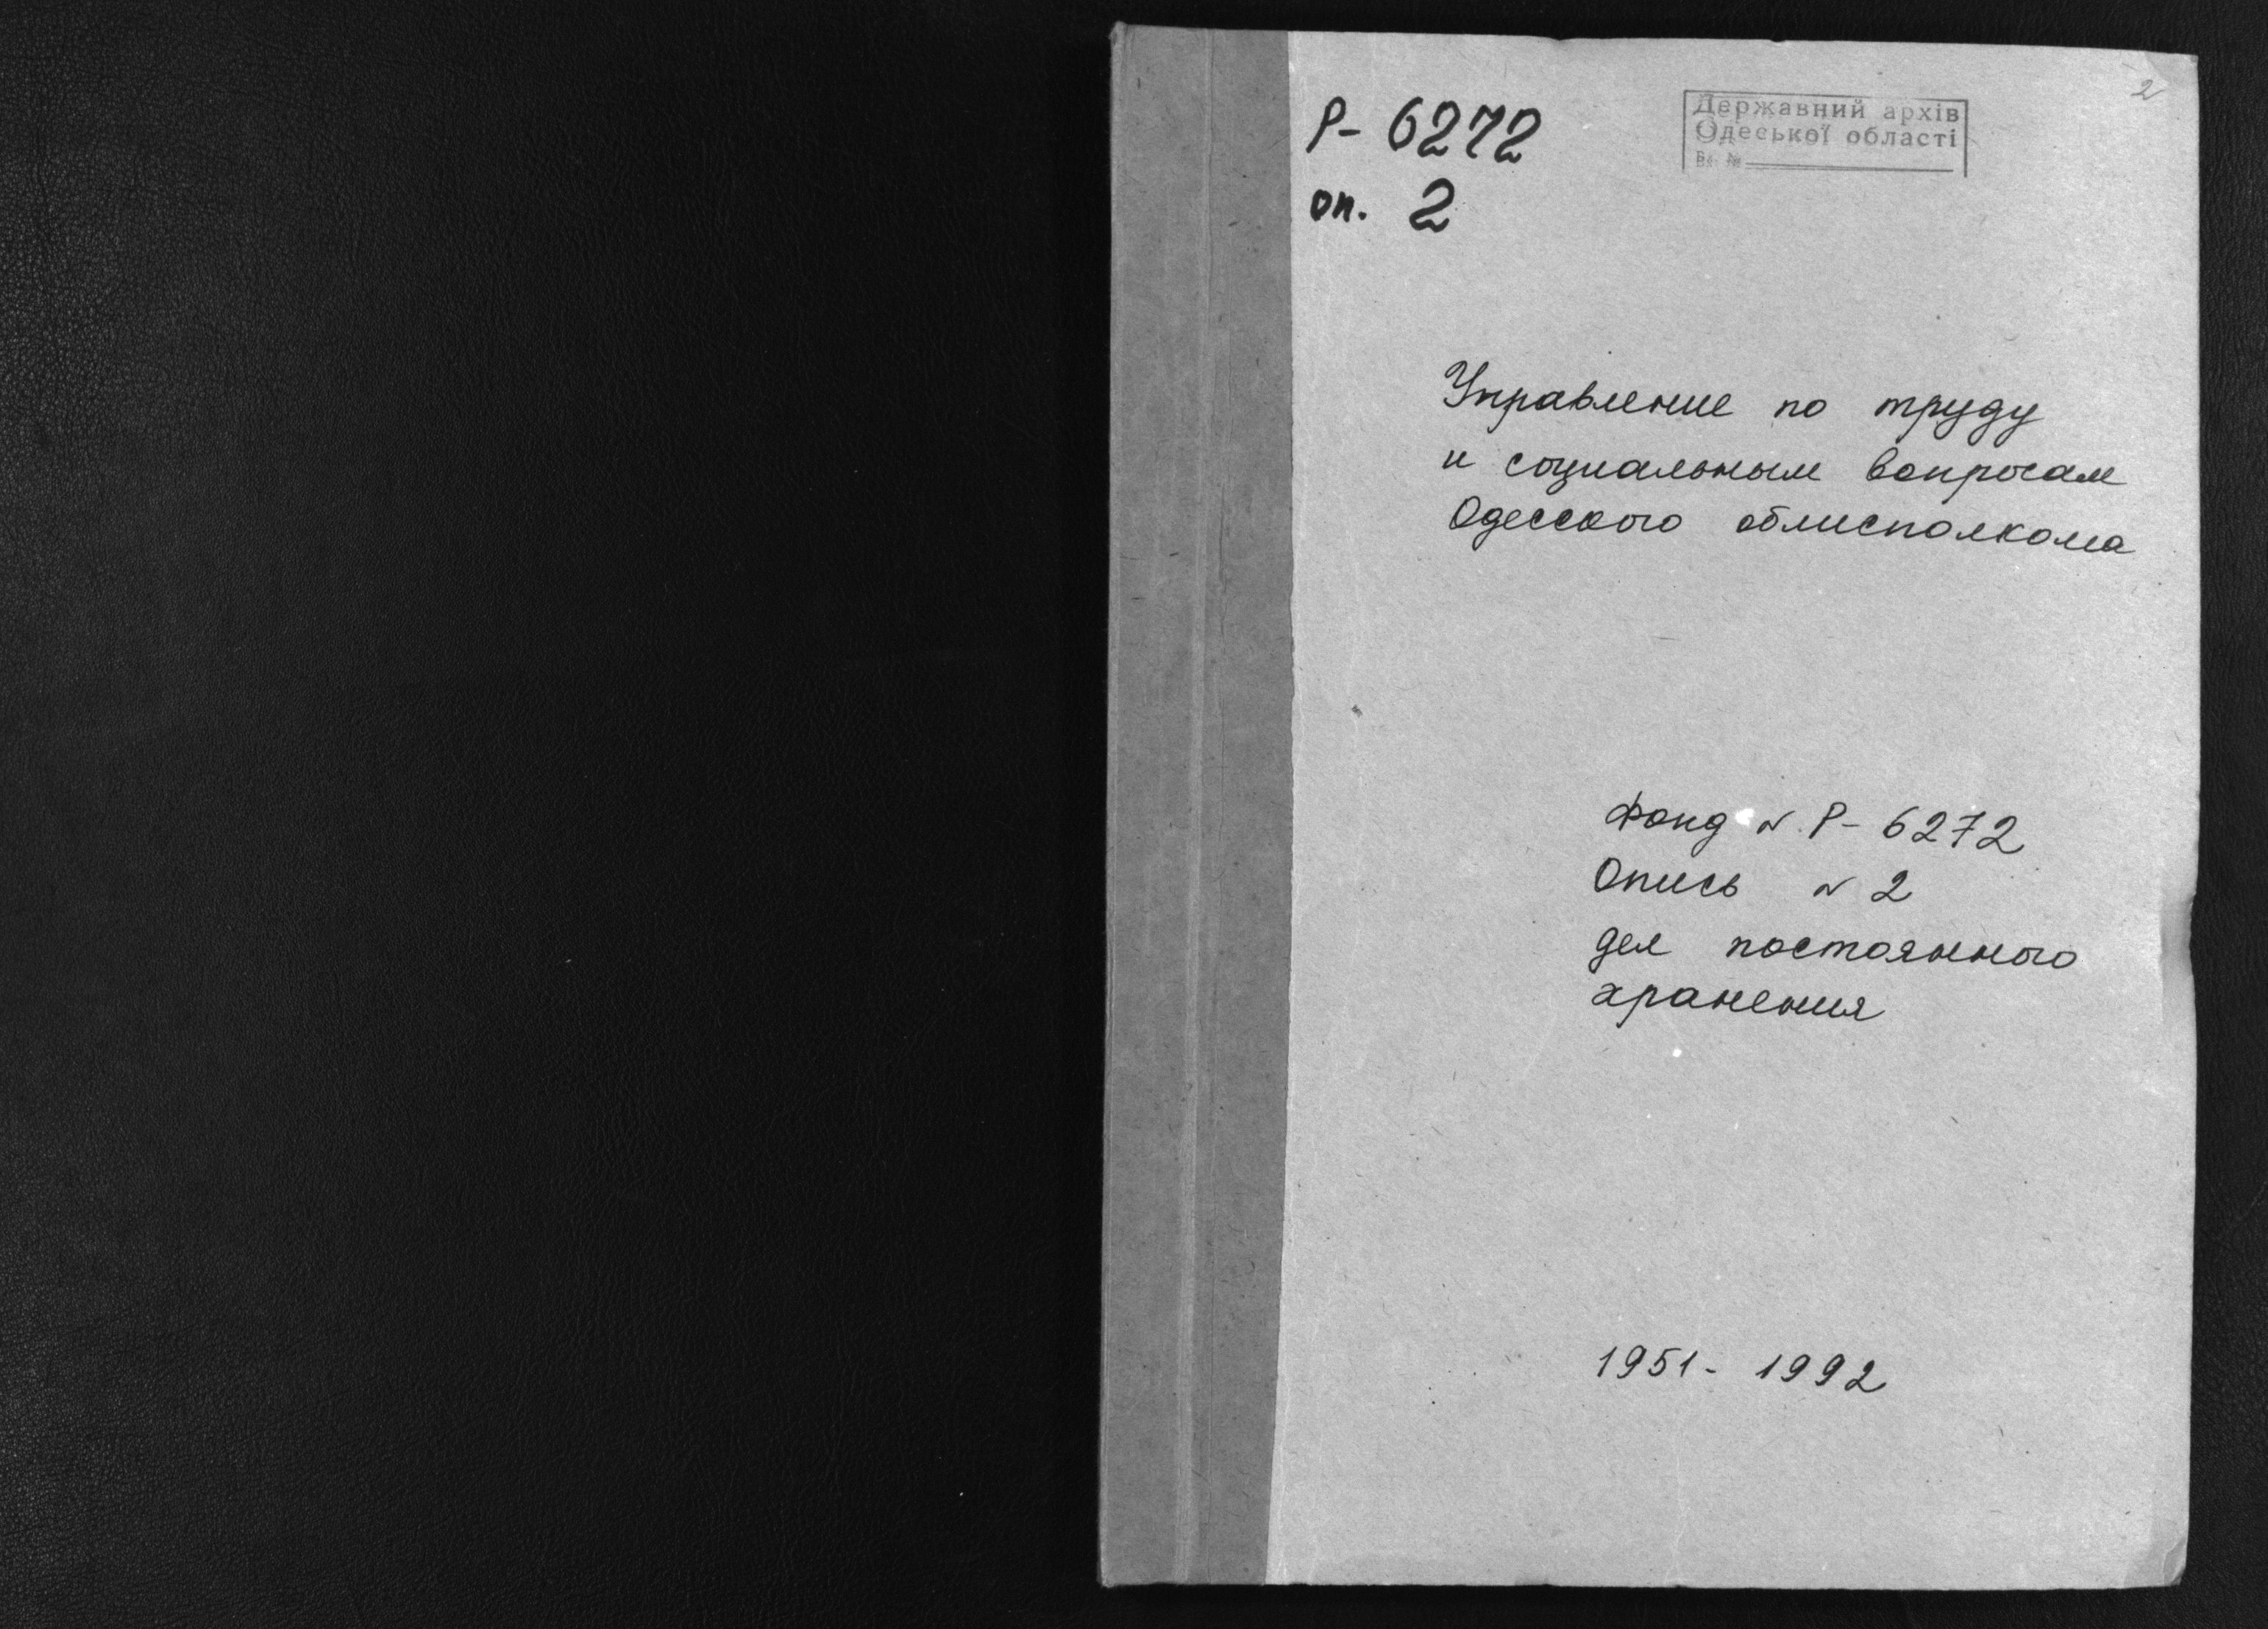 Р- 6272
оп. 2
Державний архів
Одеської області
Вх. №
2
Управление по труду
и социальным вопросам
Одесского облисполкома
Фонд № Р- 6272
Опись № 2
дел постоянного
хранения
1951- 1992